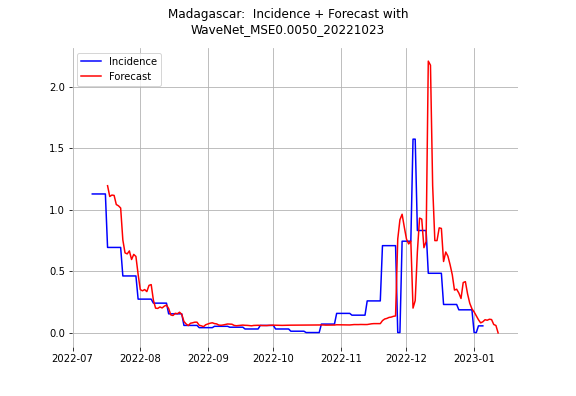 Madagascar:  Incidence + Forecast with
WaveNet_MSE0.0050_20221023
Incidence
Forecast
2.0
1.5
1.0
0.5
0.0
2022-07 2022-08 2022-09 2022-10 2022-11 2022-12 2023-01